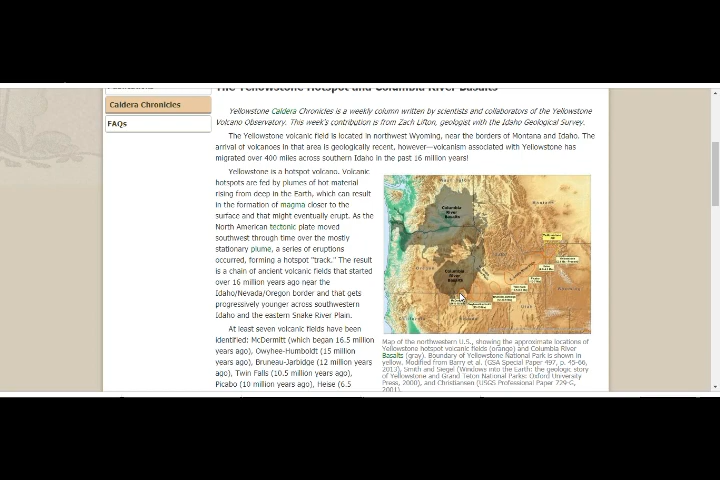 The Yellowstone Hotspot and Columbia River Basalts
Caldera Chronicles
FAQs
Yellowstone Caldera Chronicles is a weekly column written by scientists and collaborators of the Yellowstone
Volcano Observatory. This week's contribution is from Zach Lifton, geologist with the Idaho Geological Survey.
The Yellowstone volcanic field is located in northwest Wyoming, near the borders of Montana and Idaho. The
arrival of volcanoes in that area is geologically recent, however—volcanism associated with Yellowstone has
migrated over 400 miles across southern Idaho in the past 16 million years!
Yellowstone is a hotspot volcano. Volcanic
hotspots are fed by plumes of hot material
rising from deep in the Earth, which can result
in the formation of magma closer to the
surface and that might eventually erupt. As the
North American tectonic plate moved
southwest through time over the mostly
stationary plume, a series of eruptions
occurred, forming a hotspot "track." The result
is a chain of ancient volcanic fields that started
over 16 million years ago near the
Idaho/Nevada/Oregon border and that gets
progressively younger across southwestern
Idaho and the eastern Snake River Plain.
At least seven volcanic fields have been
identified: McDermitt (which began 16.5 million
years ago), Owyhee-Humboldt (15 million
years ago), Bruneau-Jarbidge (12 million years
ago), Twin Falls (10.5 million years ago),
Picabo (10 million years ago), Heise (6.5
Columbia
River
Basalts
Columbia
River
Basalts
Map of the northwestern U.S., showing the approximate locations of
Yellowstone hotspot volcanic fields (orange) and Columbia River
Basalts (gray). Boundary of Yellowstone National Park is shown in
yellow. Modified from Barry et al. (GSA Special Paper 497, p. 45-66,
2013), Smith and Siegel (Windows into the Earth: the geologic story
of Yellowstone and Grand Teton National Parks: Oxford University
Press, 2000), and Christiansen (USGS Professional Paper 729-G,
2001).